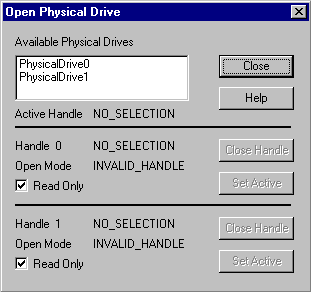 Open Physical Drive
Available Physical Drives
PhysicalDrive0
PhysicalDrive1
Close
Help
Active Handle NO_SELECTION
Handle 0 NO_SELECTION
Close Handle
Open Mode INVALID_HANDLE
Read Only
Set Active
Handle 1 NO_SELECTION
Close Handle
Open Mode INVALID_HANDLE
Read Only
Set Active